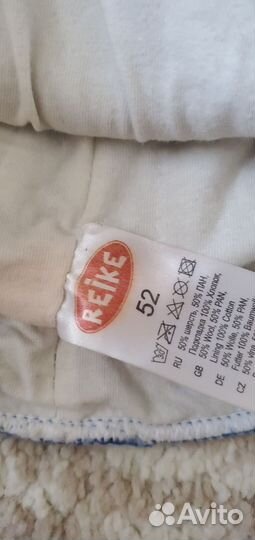 REIKE
52
RU 50% шерсть, 50% ПАН,
Подкладка 100% Хлопок,
GB 50% Wool, 50% PAN,
Lining 100% Cotton
DE 50% Wolle, 50% PAN,
Futter 100%
CZ 50%
Avito